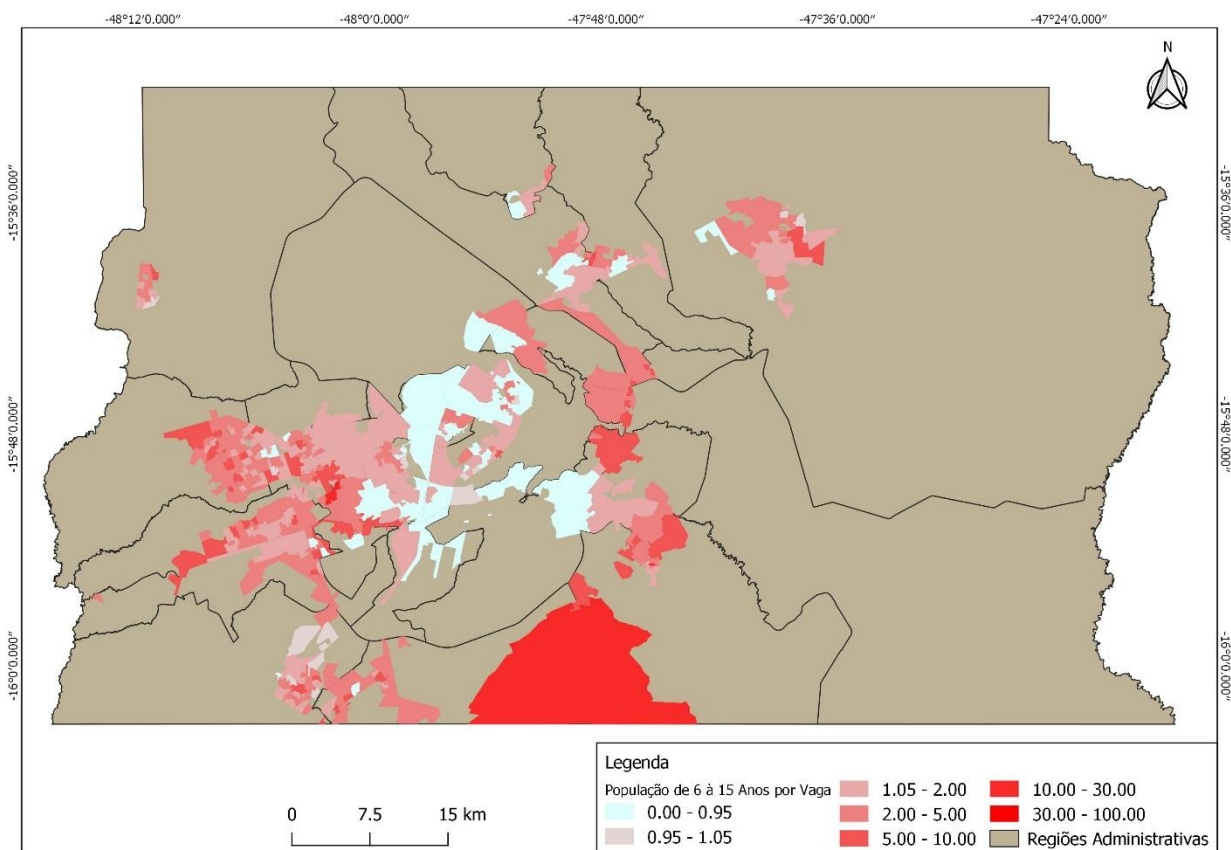 -48°12'0.000" -48°0'0.000" -47°48'0.000" -47°36'0.000" -47°24'0.000"
N
-15°36'0.000" -15°36'0.000"
-15°48'0.000" -15°48'0.000"
-16°0'0.000" -16°0'0.000"
0 7.5 15 km
Legenda
População de 6 à 15 Anos por Vaga
0.00 - 0.95
0.95 - 1.05
1.05 - 2.00
2.00 - 5.00
5.00 - 10.00
10.00 - 30.00
30.00 - 100.00
Regiões Administrativas